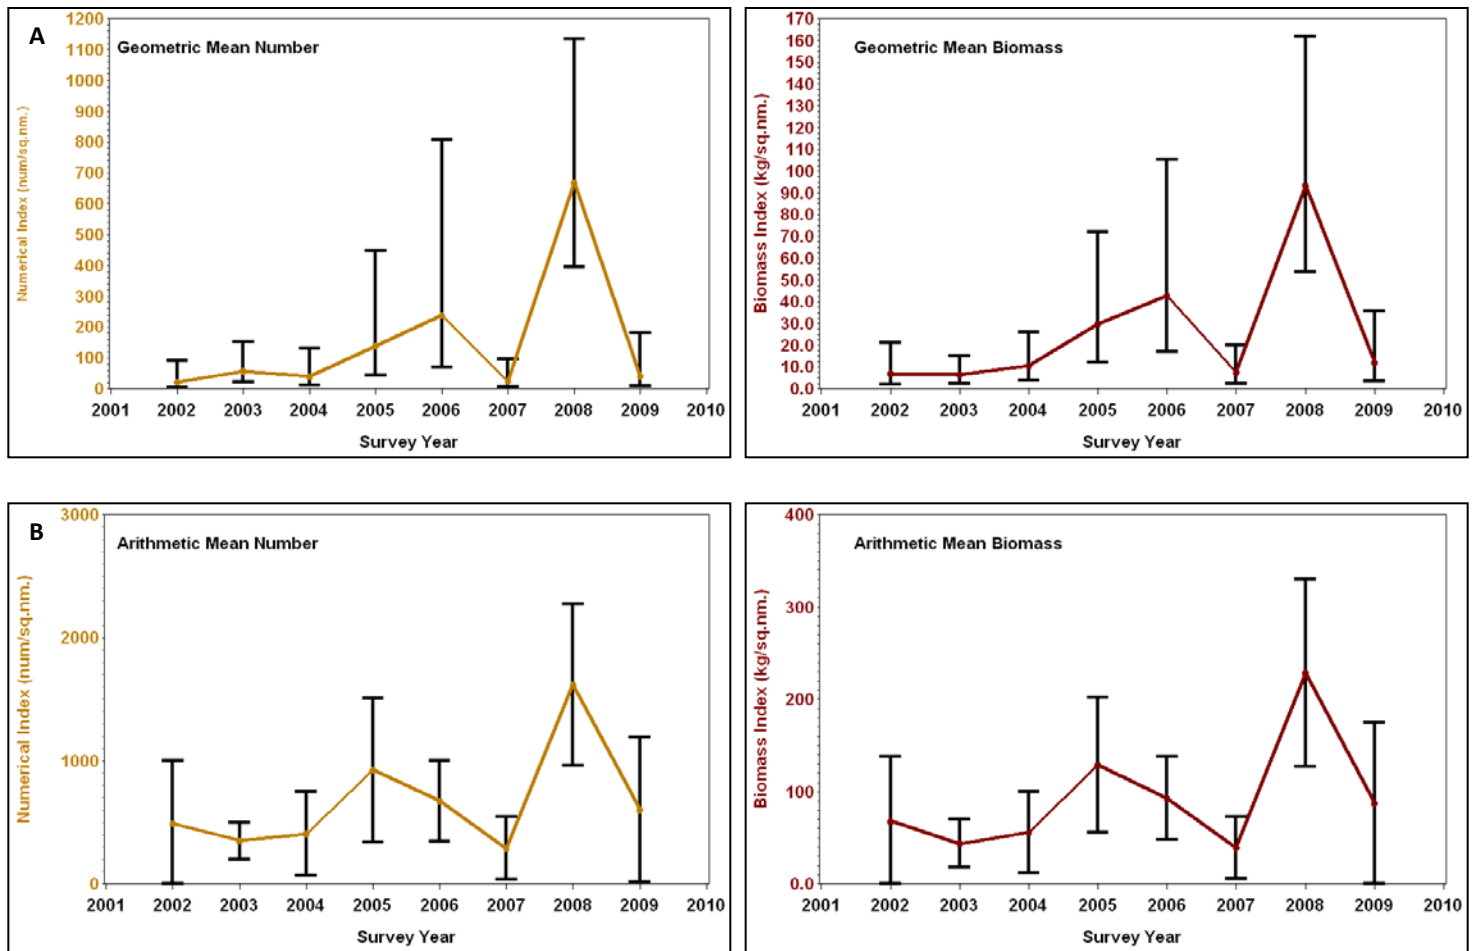 A
Geometric Mean Number
Numerical Index (num/sq.nm.)
1200
1100
1000
900
800
700
600
500
400
300
200
100
0
2001 2002 2003 2004 2005 2006 2007 2008 2009 2010
Survey Year
Geometric Mean Biomass
Biomass Index (kg/sq.nm.)
170
160
150
140
130
120
110
100
90.0
80.0
70.0
60.0
50.0
40.0
30.0
20.0
10.0
0.0
2001 2002 2003 2004 2005 2006 2007 2008 2009 2010
Survey Year
B
Arithmetic Mean Number
Numerical Index (num/sq.nm.)
3000
2000
1000
0
2001 2002 2003 2004 2005 2006 2007 2008 2009 2010
Survey Year
Arithmetic Mean Biomass
Biomass Index (kg/sq.nm.)
400
300
200
100
0.0
2001 2002 2003 2004 2005 2006 2007 2008 2009 2010
Survey Year